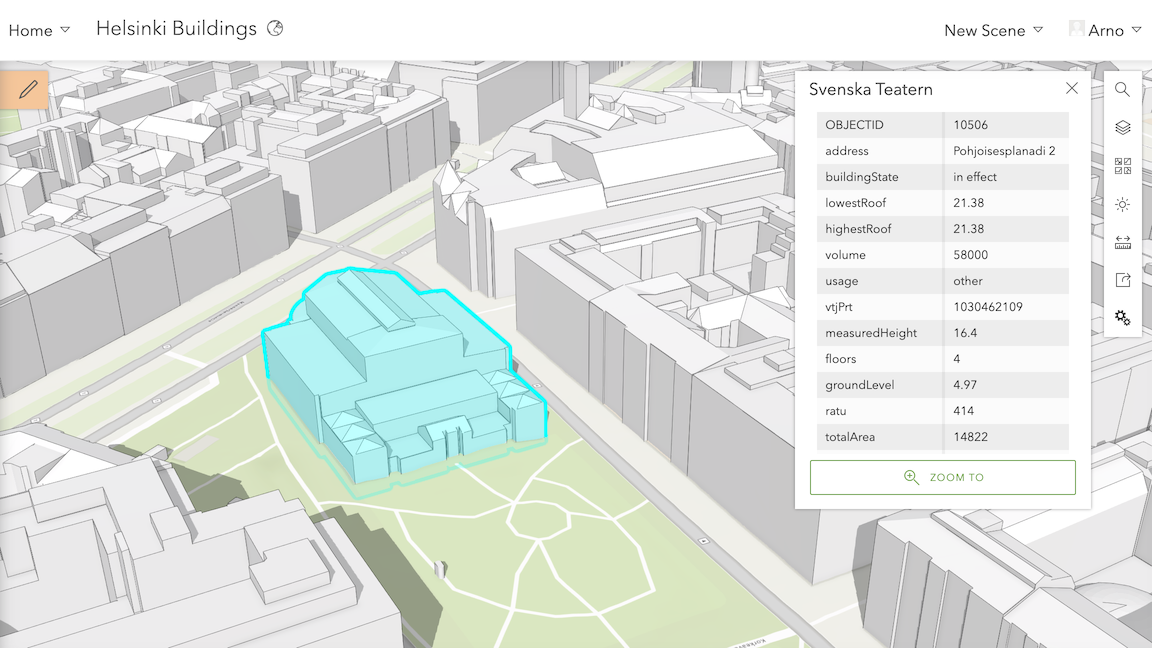 Home
Helsinki Buildings
New Scene
Arno
Svenska Teatern
OBJECTID 10506
address Pohjoisesplanadi 2
buildingState in effect
lowestRoof 21.38
highestRoof 21.38
volume 58000
usage other
vtjPrt 1030462109
measuredHeight 16.4
floors 4
groundLevel 4.97
ratu 414
totalArea 14822
ZOOM TO